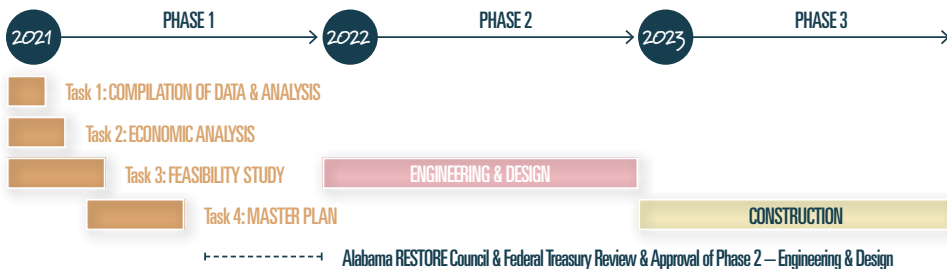 PHASE 1 PHASE 2 PHASE 3
2021 2022 2023
Task 1: COMPILATION OF DATA & ANALYSIS
Task 2: ECONOMIC ANALYSIS
Task 3: FEASIBILITY STUDY ENGINEERING & DESIGN
Task 4: MASTER PLAN CONSTRUCTION
Alabama RESTORE Council & Federal Treasury Review & Approval of Phase 2 – Engineering & Design